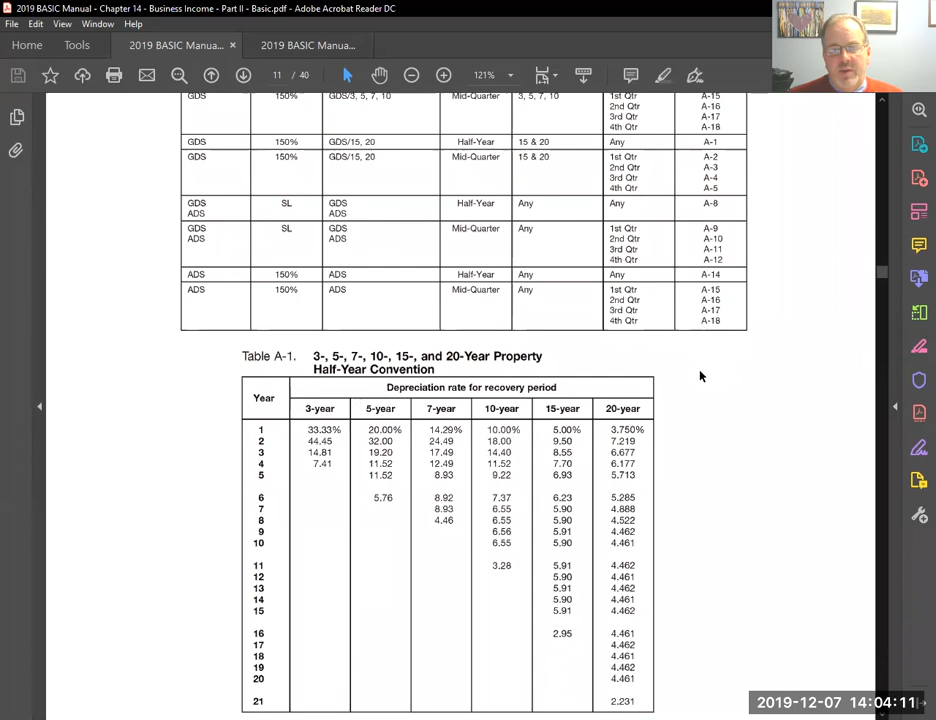 2019 BASIC Manual - Chapter 14 - Business Income - Part II - Basic.pdf - Adobe Acrobat Reader DC
File Edit View Window Help
Home Tools 2019 BASIC Manua... × 2019 BASIC Manua...
11 / 40 121%
GDS 150% GDS/3, 5, 7, 10 Mid-Quarter 3, 5, 7, 10 1st Qtr A-15
2nd Qtr A-16
3rd Qtr A-17
4th Qtr A-18
GDS 150% GDS/15, 20 Half-Year 15 & 20 Any A-1
GDS 150% GDS/15, 20 Mid-Quarter 15 & 20 1st Qtr A-2
2nd Qtr A-3
3rd Qtr A-4
4th Qtr A-5
GDS SL GDS Half-Year Any Any A-8
ADS ADS
GDS SL GDS Mid-Quarter Any 1st Qtr A-9
ADS ADS 2nd Qtr A-10
3rd Qtr A-11
4th Qtr A-12
ADS 150% ADS Half-Year Any Any A-14
ADS 150% ADS Mid-Quarter Any 1st Qtr A-15
2nd Qtr A-16
3rd Qtr A-17
4th Qtr A-18
Table A-1. 3-, 5-, 7-, 10-, 15-, and 20-Year Property
Half-Year Convention
Depreciation rate for recovery period
Year
3-year 5-year 7-year 10-year 15-year 20-year
1 33.33% 20.00% 14.29% 10.00% 5.00% 3.750%
2 44.45 32.00 24.49 18.00 9.50 7.219
3 14.81 19.20 17.49 14.40 8.55 6.677
4 7.41 11.52 12.49 11.52 7.70 6.177
5 11.52 8.93 9.22 6.93 5.713
6 5.76 8.92 7.37 6.23 5.285
7 8.93 6.55 5.90 4.888
8 4.46 6.55 5.90 4.522
9 6.56 5.91 4.462
10 6.55 5.90 4.461
11 3.28 5.91 4.462
12 5.90 4.461
13 5.91 4.462
14 5.90 4.461
15 5.91 4.462
16 2.95 4.461
17 4.462
18 4.461
19 4.462
20 4.461
21 2.231
2019-12-07 14:04:11